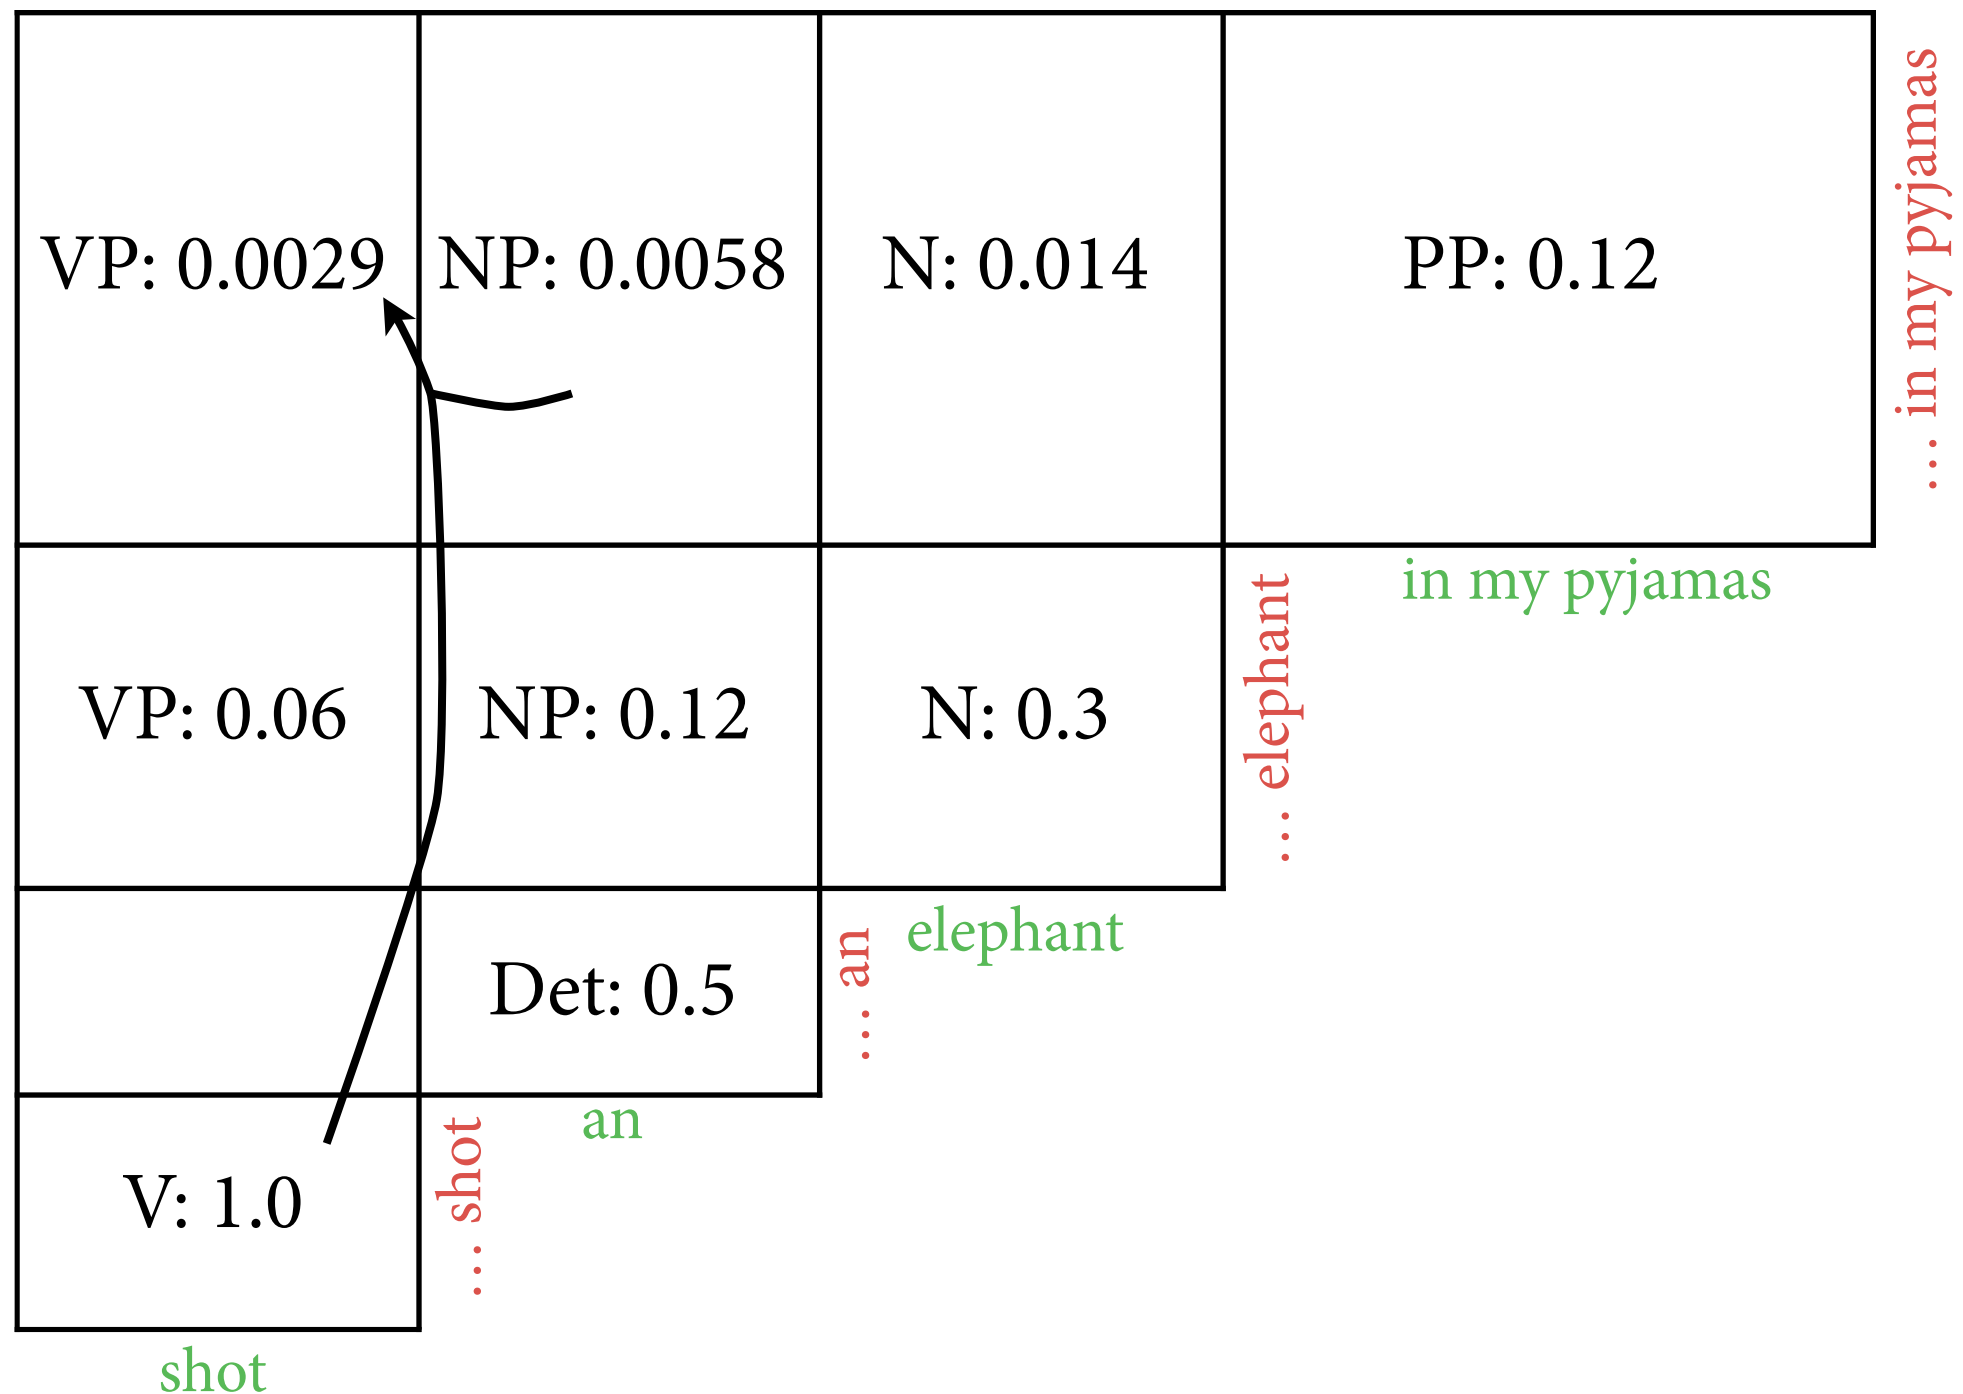 VP: 0.0029
NP: 0.0058
N: 0.014
PP: 0.12
... in my pyjamas
in my pyjamas
VP: 0.06
NP: 0.12
N: 0.3
... elephant
elephant
Det: 0.5
... an
an
V: 1.0
... shot
shot